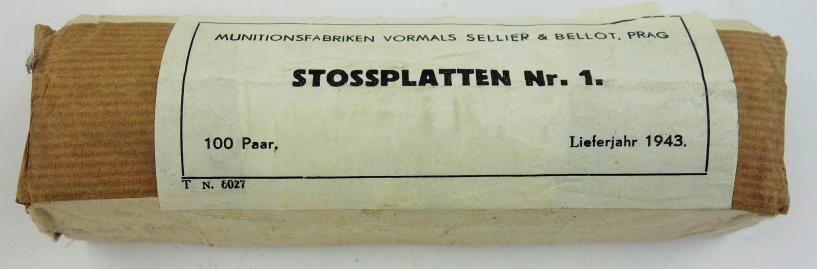 MUNITIONSFABRIKEN VORMALS SELLIER & BELLOT, PRAG
STOSSPLATTEN Nr. 1.
100 Paar. Lieferjahr 1943.
T N. 6027